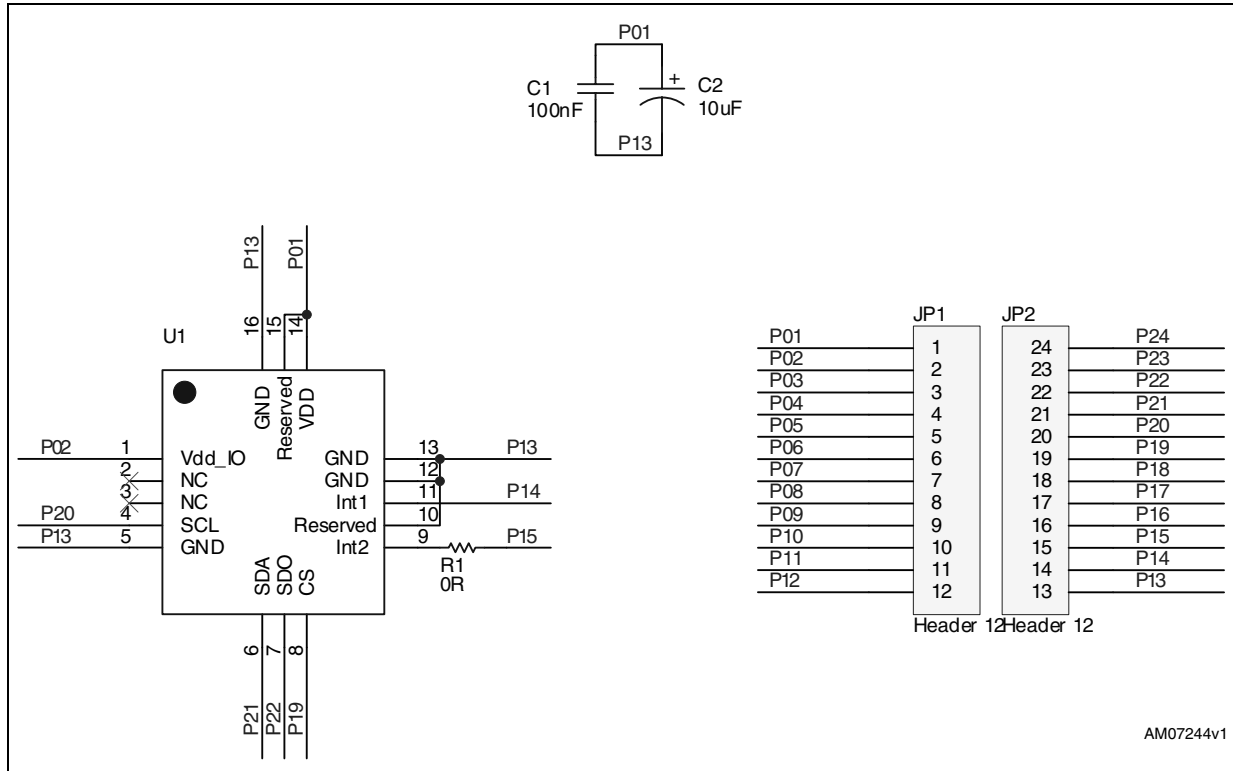 P01
C1
100nF
+
C2
10uF
P13
P13
P01
16
15
14
U1
GND
Reserved
VDD
P02 1 Vdd_IO
2 NC
3 NC
P20 4 SCL
P13 5 GND
GND 13 P13
GND 12
Int1 11 P14
Reserved 10
Int2 9 P15
R1
0R
SDA
SDO
CS
6
7
8
P21
P22
P19
JP1 JP2
P01 1 24 P24
P02 2 23 P23
P03 3 22 P22
P04 4 21 P21
P05 5 20 P20
P06 6 19 P19
P07 7 18 P18
P08 8 17 P17
P09 9 16 P16
P10 10 15 P15
P11 11 14 P14
P12 12 13 P13
Header 12 Header 12
AM07244v1